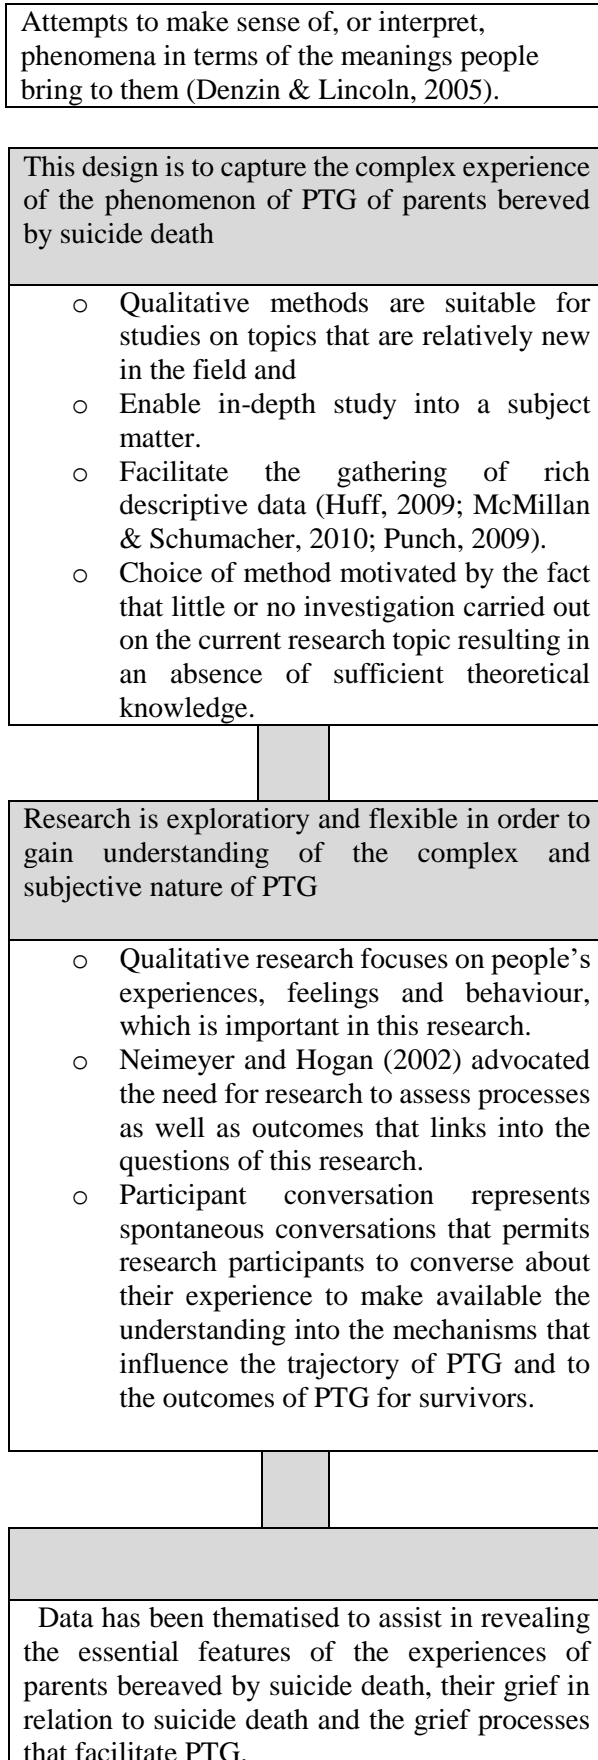 Attempts to make sense of, or interpret,
phenomena in terms of the meanings people
bring to them (Denzin & Lincoln, 2005).
This design is to capture the complex experience
of the phenomenon of PTG of parents bereved
by suicide death
o Qualitative methods are suitable for
studies on topics that are relatively new
in the field and
o Enable in-depth study into a subject
matter.
o Facilitate the gathering of rich
descriptive data (Huff, 2009; McMillan
& Schumacher, 2010; Punch, 2009).
o Choice of method motivated by the fact
that little or no investigation carried out
on the current research topic resulting in
an absence of sufficient theoretical
knowledge.
Research is exploratiory and flexible in order to
gain understanding of the complex and
subjective nature of PTG
o Qualitative research focuses on people’s
experiences, feelings and behaviour,
which is important in this research.
o Neimeyer and Hogan (2002) advocated
the need for research to assess processes
as well as outcomes that links into the
questions of this research.
o Participant conversation represents
spontaneous conversations that permits
research participants to converse about
their experience to make available the
understanding into the mechanisms that
influence the trajectory of PTG and to
the outcomes of PTG for survivors.
Data has been thematised to assist in revealing
the essential features of the experiences of
parents bereaved by suicide death, their grief in
relation to suicide death and the grief processes
that facilitate PTG.